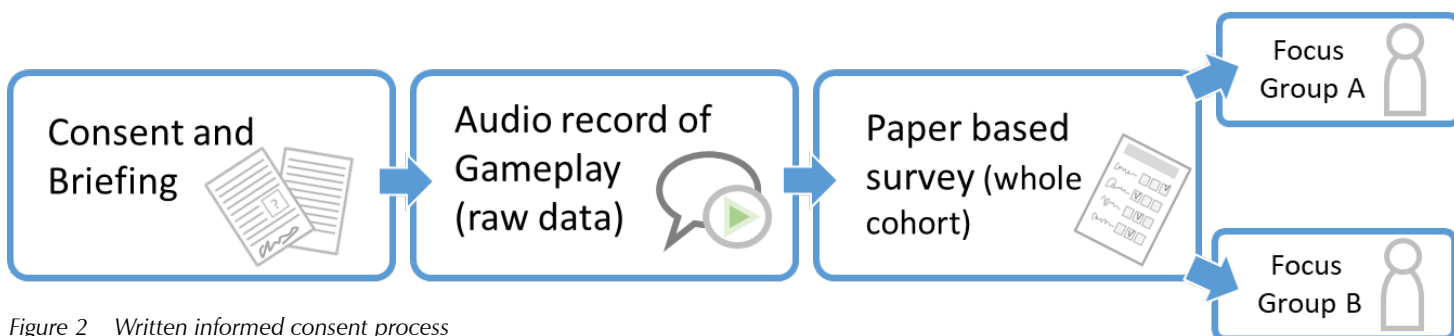 Consent and
Briefing
Audio record of
Gameplay
(raw data)
Paper based
survey (whole
cohort)
Focus
Group A
Focus
Group B
Figure 2 Written informed consent process